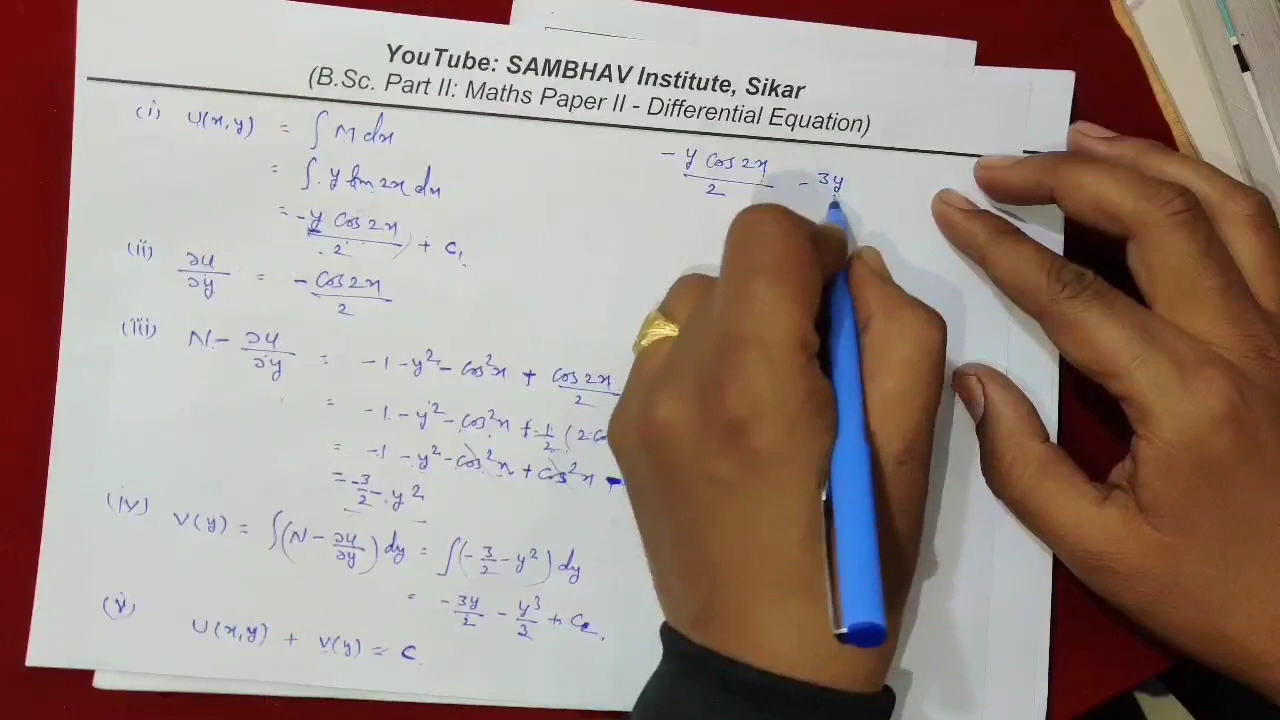 YouTube: SAMBHAV Institute, Sikar
(B.Sc. Part II: Maths Paper II - Differential Equation)
(i) U(x,y) = ∫ M dx
= ∫ y sin 2x dx
= -y cos 2x / 2 + C₁
(ii) ∂u/∂y = - cos 2x / 2
(iii) N - ∂u/∂y = -1 - y² - cos²x + cos 2x / 2
= -1 - y² - cos²x + 1/2 (2 co
= -1 - y² - cos²x + cos²x -
= -3/2 - y²
(iv) V(y) = ∫(N - ∂u/∂y) dy = ∫(-3/2 - y²) dy
= -3y/2 - y³/3 + C₂
(v) U(x,y) + V(y) = C
-y cos 2x / 2 - 3y